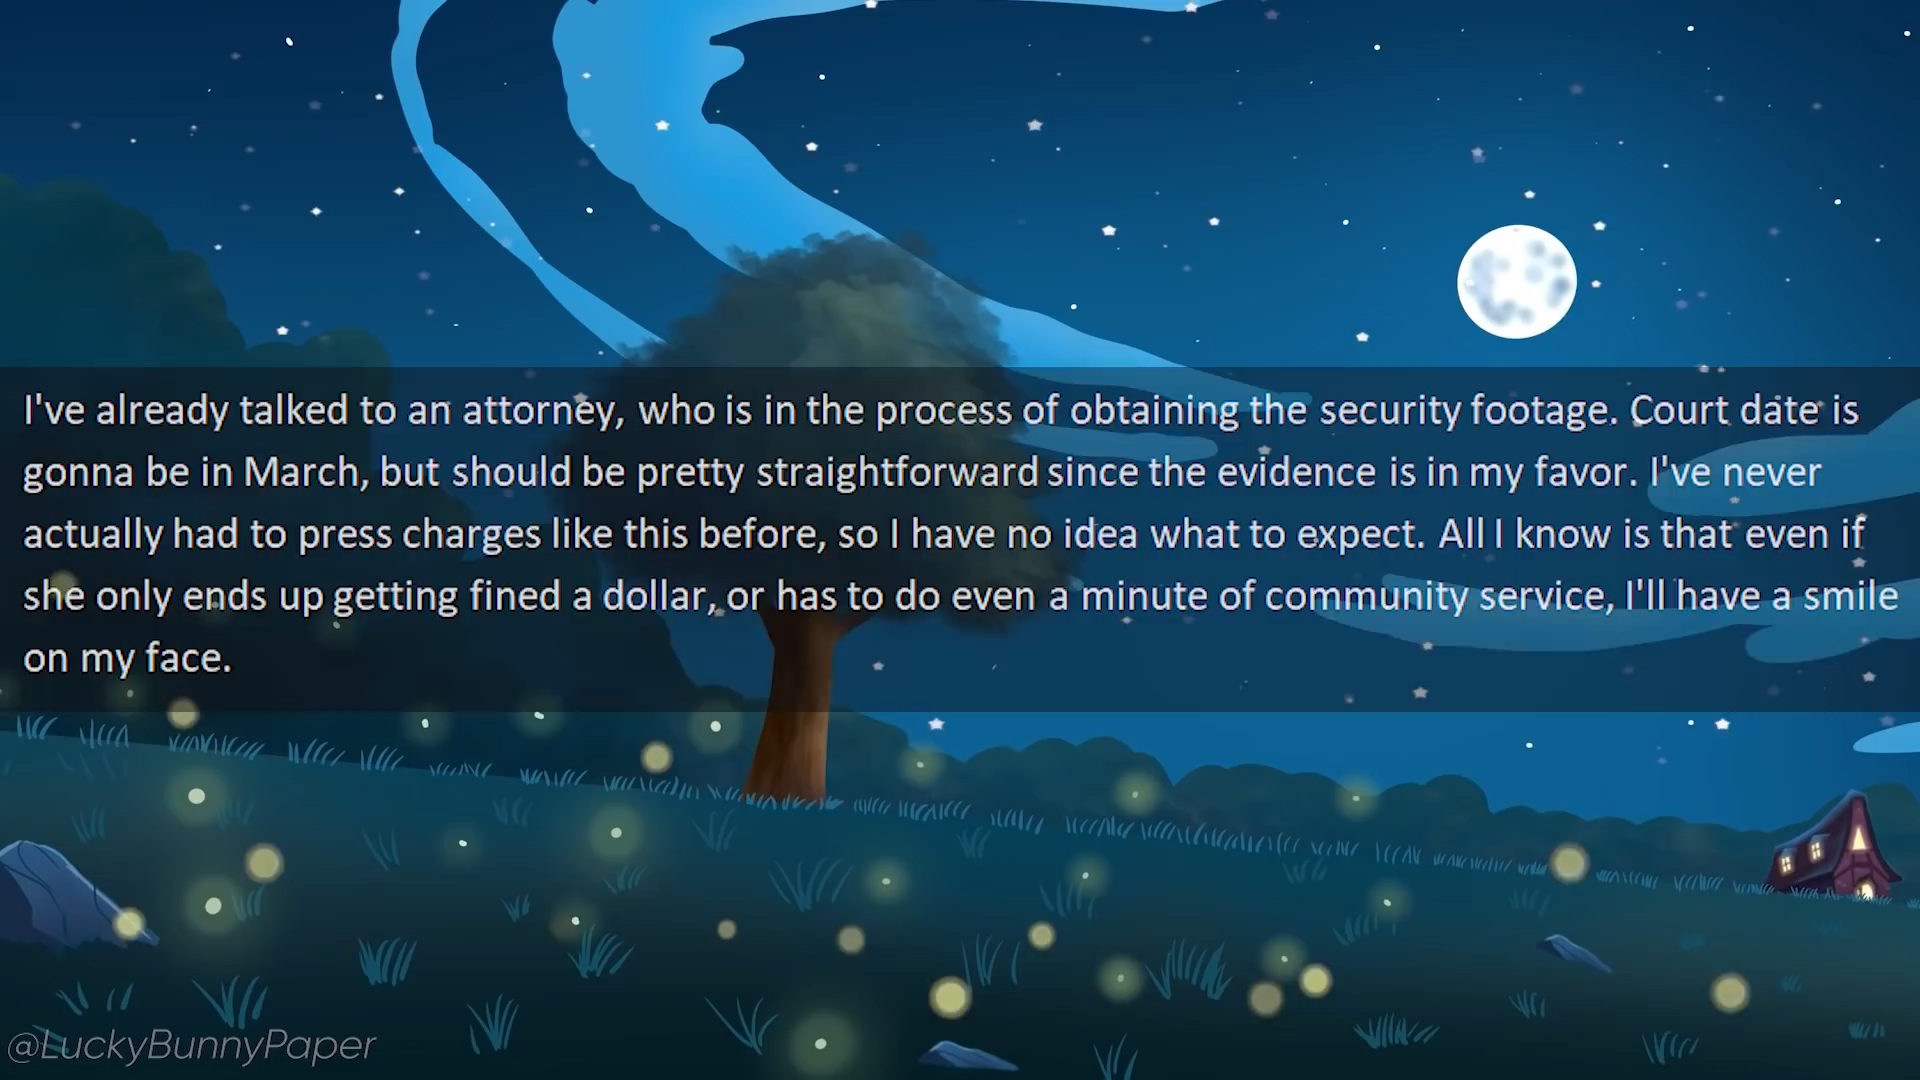 I've already talked to an attorney, who is in the process of obtaining the security footage. Court date is
gonna be in March, but should be pretty straightforward since the evidence is in my favor. I've never
actually had to press charges like this before, so I have no idea what to expect. All I know is that even if
she only ends up getting fined a dollar, or has to do even a minute of community service, I'll have a smile
on my face.
@LuckyBunnyPaper